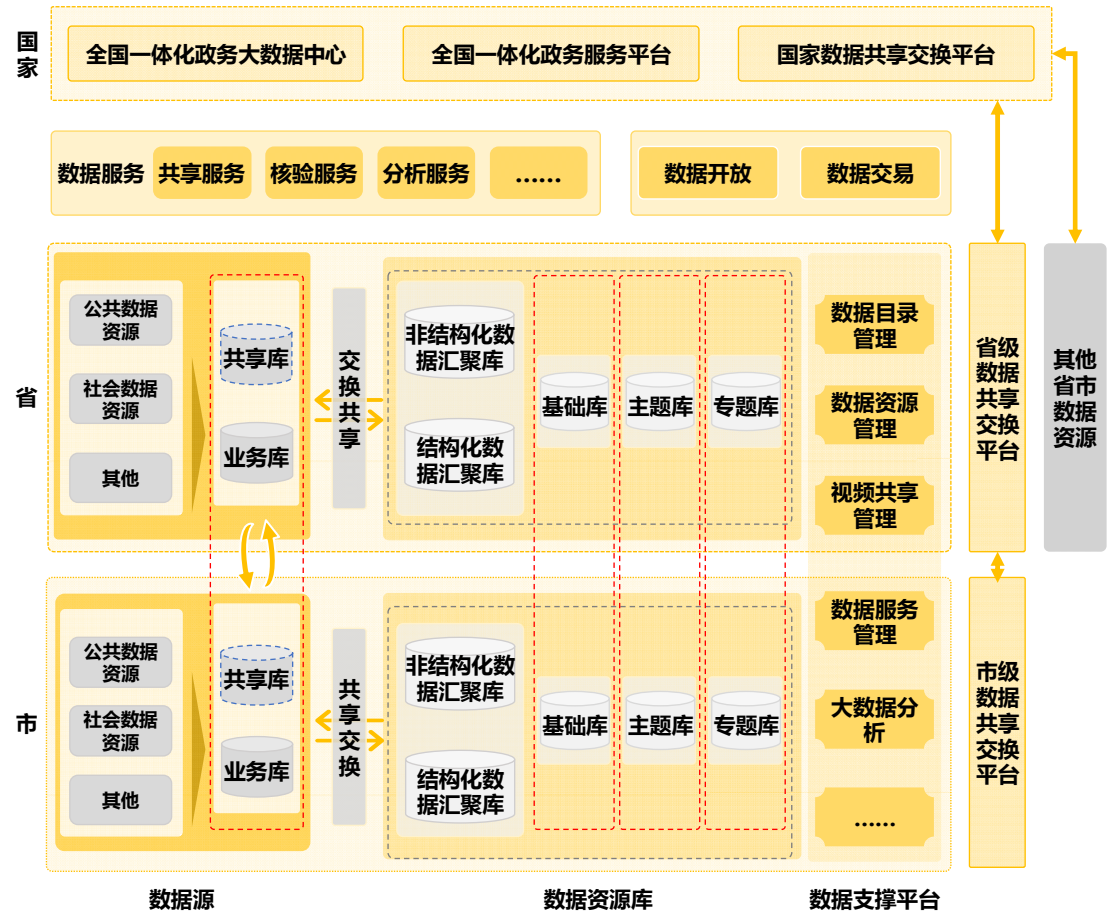 国
家
全国一体化政务大数据中心
全国一体化政务服务平台
国家数据共享交换平台
数据服务
共享服务
核验服务
分析服务
……
数据开放
数据交易
省
公共数据
资源
社会数据
资源
其他
共享库
业务库
交
换
共
享
非结构化数
据汇聚库
结构化数
据汇聚库
基础库
主题库
专题库
数据目录
管理
数据资源
管理
视频共享
管理
省级
数据
共享
交换
平台
其他
省市
数据
资源
市
公共数据
资源
社会数据
资源
其他
共享库
业务库
共
享
交
换
非结构化数
据汇聚库
结构化数
据汇聚库
基础库
主题库
专题库
数据服务
管理
大数据分
析
……
市级
数据
共享
交换
平台
数据源
数据资源库
数据支撑平台